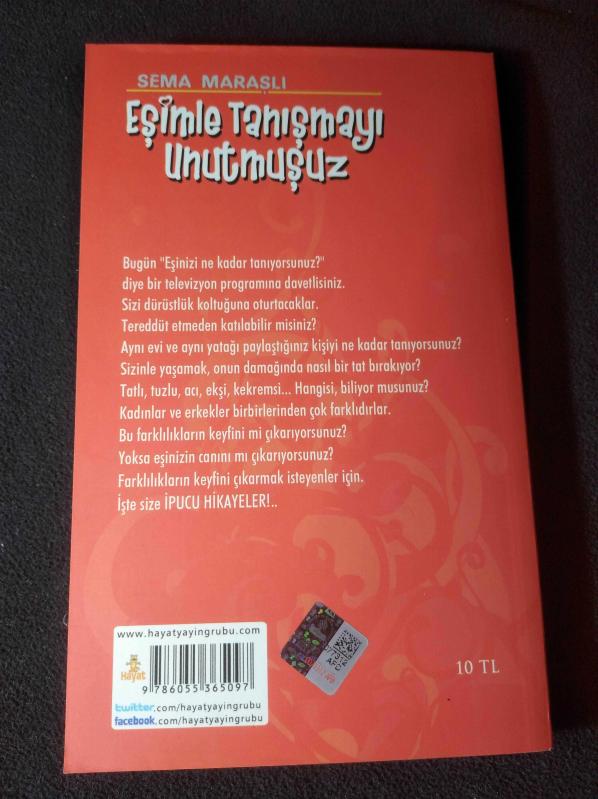 SEMA MARAŞLI
Eşimle Tanışmayı
Unutmuşuz
Bugün "Eşinizi ne kadar tanıyorsunuz?"
diye bir televizyon programına davetlisiniz.
Sizi dürüstlük koltuğuna oturtacaklar.
Tereddüt etmeden katılabilir misiniz?
Aynı evi ve aynı yatağı paylaştığınız kişiyi ne kadar tanıyorsunuz?
Sizinle yaşamak, onun damağında nasıl bir tat bırakıyor?
Tatlı, tuzlu, acı, ekşi, kekremsi... Hangisi, biliyor musunuz?
Kadınlar ve erkekler birbirlerinden çok farklıdırlar.
Bu farklılıkların keyfini mi çıkarıyorsunuz?
Yoksa eşinizin canını mı çıkarıyorsunuz?
Farklılıkların keyfini çıkarmak isteyenler için.
İşte size İPUCU HİKAYELER!..
www.hayatyayingrubu.com
Hayat
9 786055 365097
twitter.com/hayatyayingrubu
facebook.com/hayatyayingrubu
10 TL